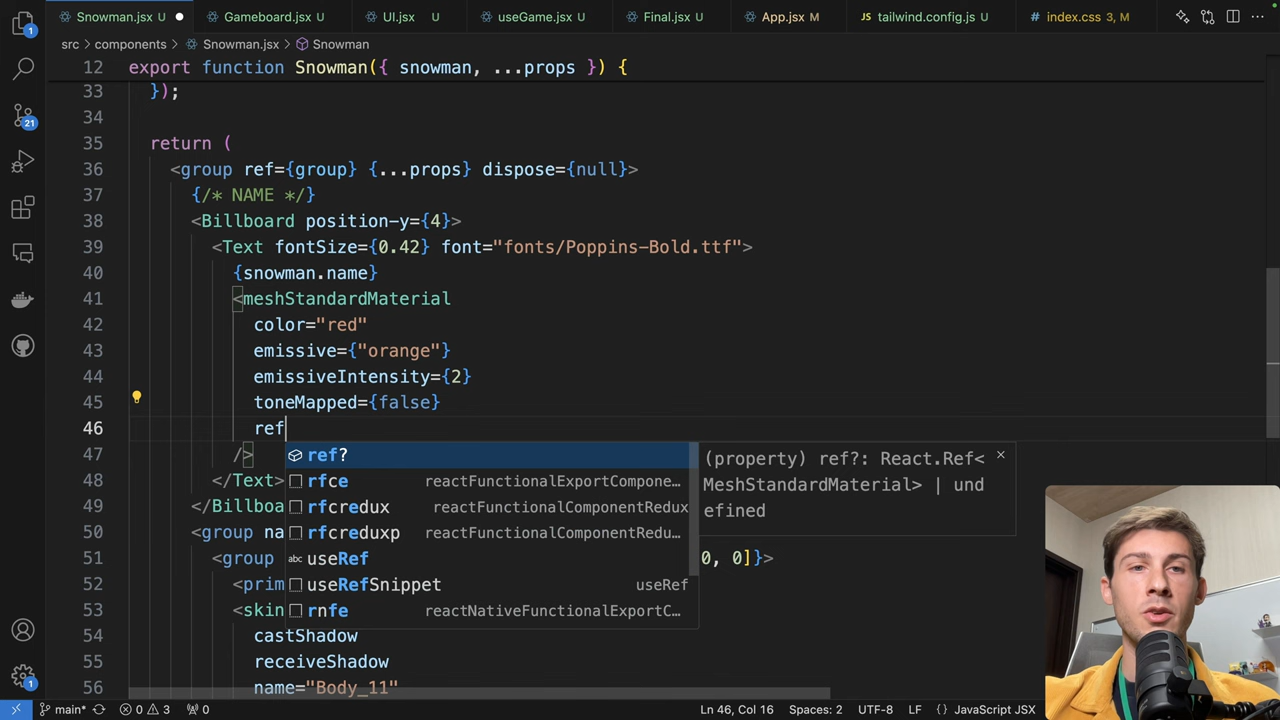 Snowman.jsx U
Gameboard.jsx U
UI.jsx U
useGame.jsx U
Final.jsx U
App.jsx M
JS tailwind.config.js U
index.css 3, M
src > components > Snowman.jsx > Snowman
12 export function Snowman({ snowman, ...props }) {
33 });
34
35 return (
36 <group ref={group} {...props} dispose={null}>
37 {/* NAME */}
38 <Billboard position-y={4}>
39 <Text fontSize={0.42} font="fonts/Poppins-Bold.ttf">
40 {snowman.name}
41 <meshStandardMaterial
42 color="red"
43 emissive={"orange"}
44 emissiveIntensity={2}
45 toneMapped={false}
46 ref
47 />
48 </Text>
49 </Billboa
50 <group na
51 <group 0, 0]}>
52 <prim
53 <skin
54 castShadow
55 receiveShadow
56 name="Body_11"
ref?
rfce reactFunctionalExportCompone...
rfcredux reactFunctionalComponentRedux
rfcreduxp reactFunctionalComponentRedu...
abc useRef
useRefSnippet useRef
rnfe reactNativeFunctionalExportC...
(property) ref?: React.Ref<
MeshStandardMaterial> | und
efined
1
21
1
main* 0 3 0 Ln 46, Col 16 Spaces: 2 UTF-8 LF {} JavaScript JSX